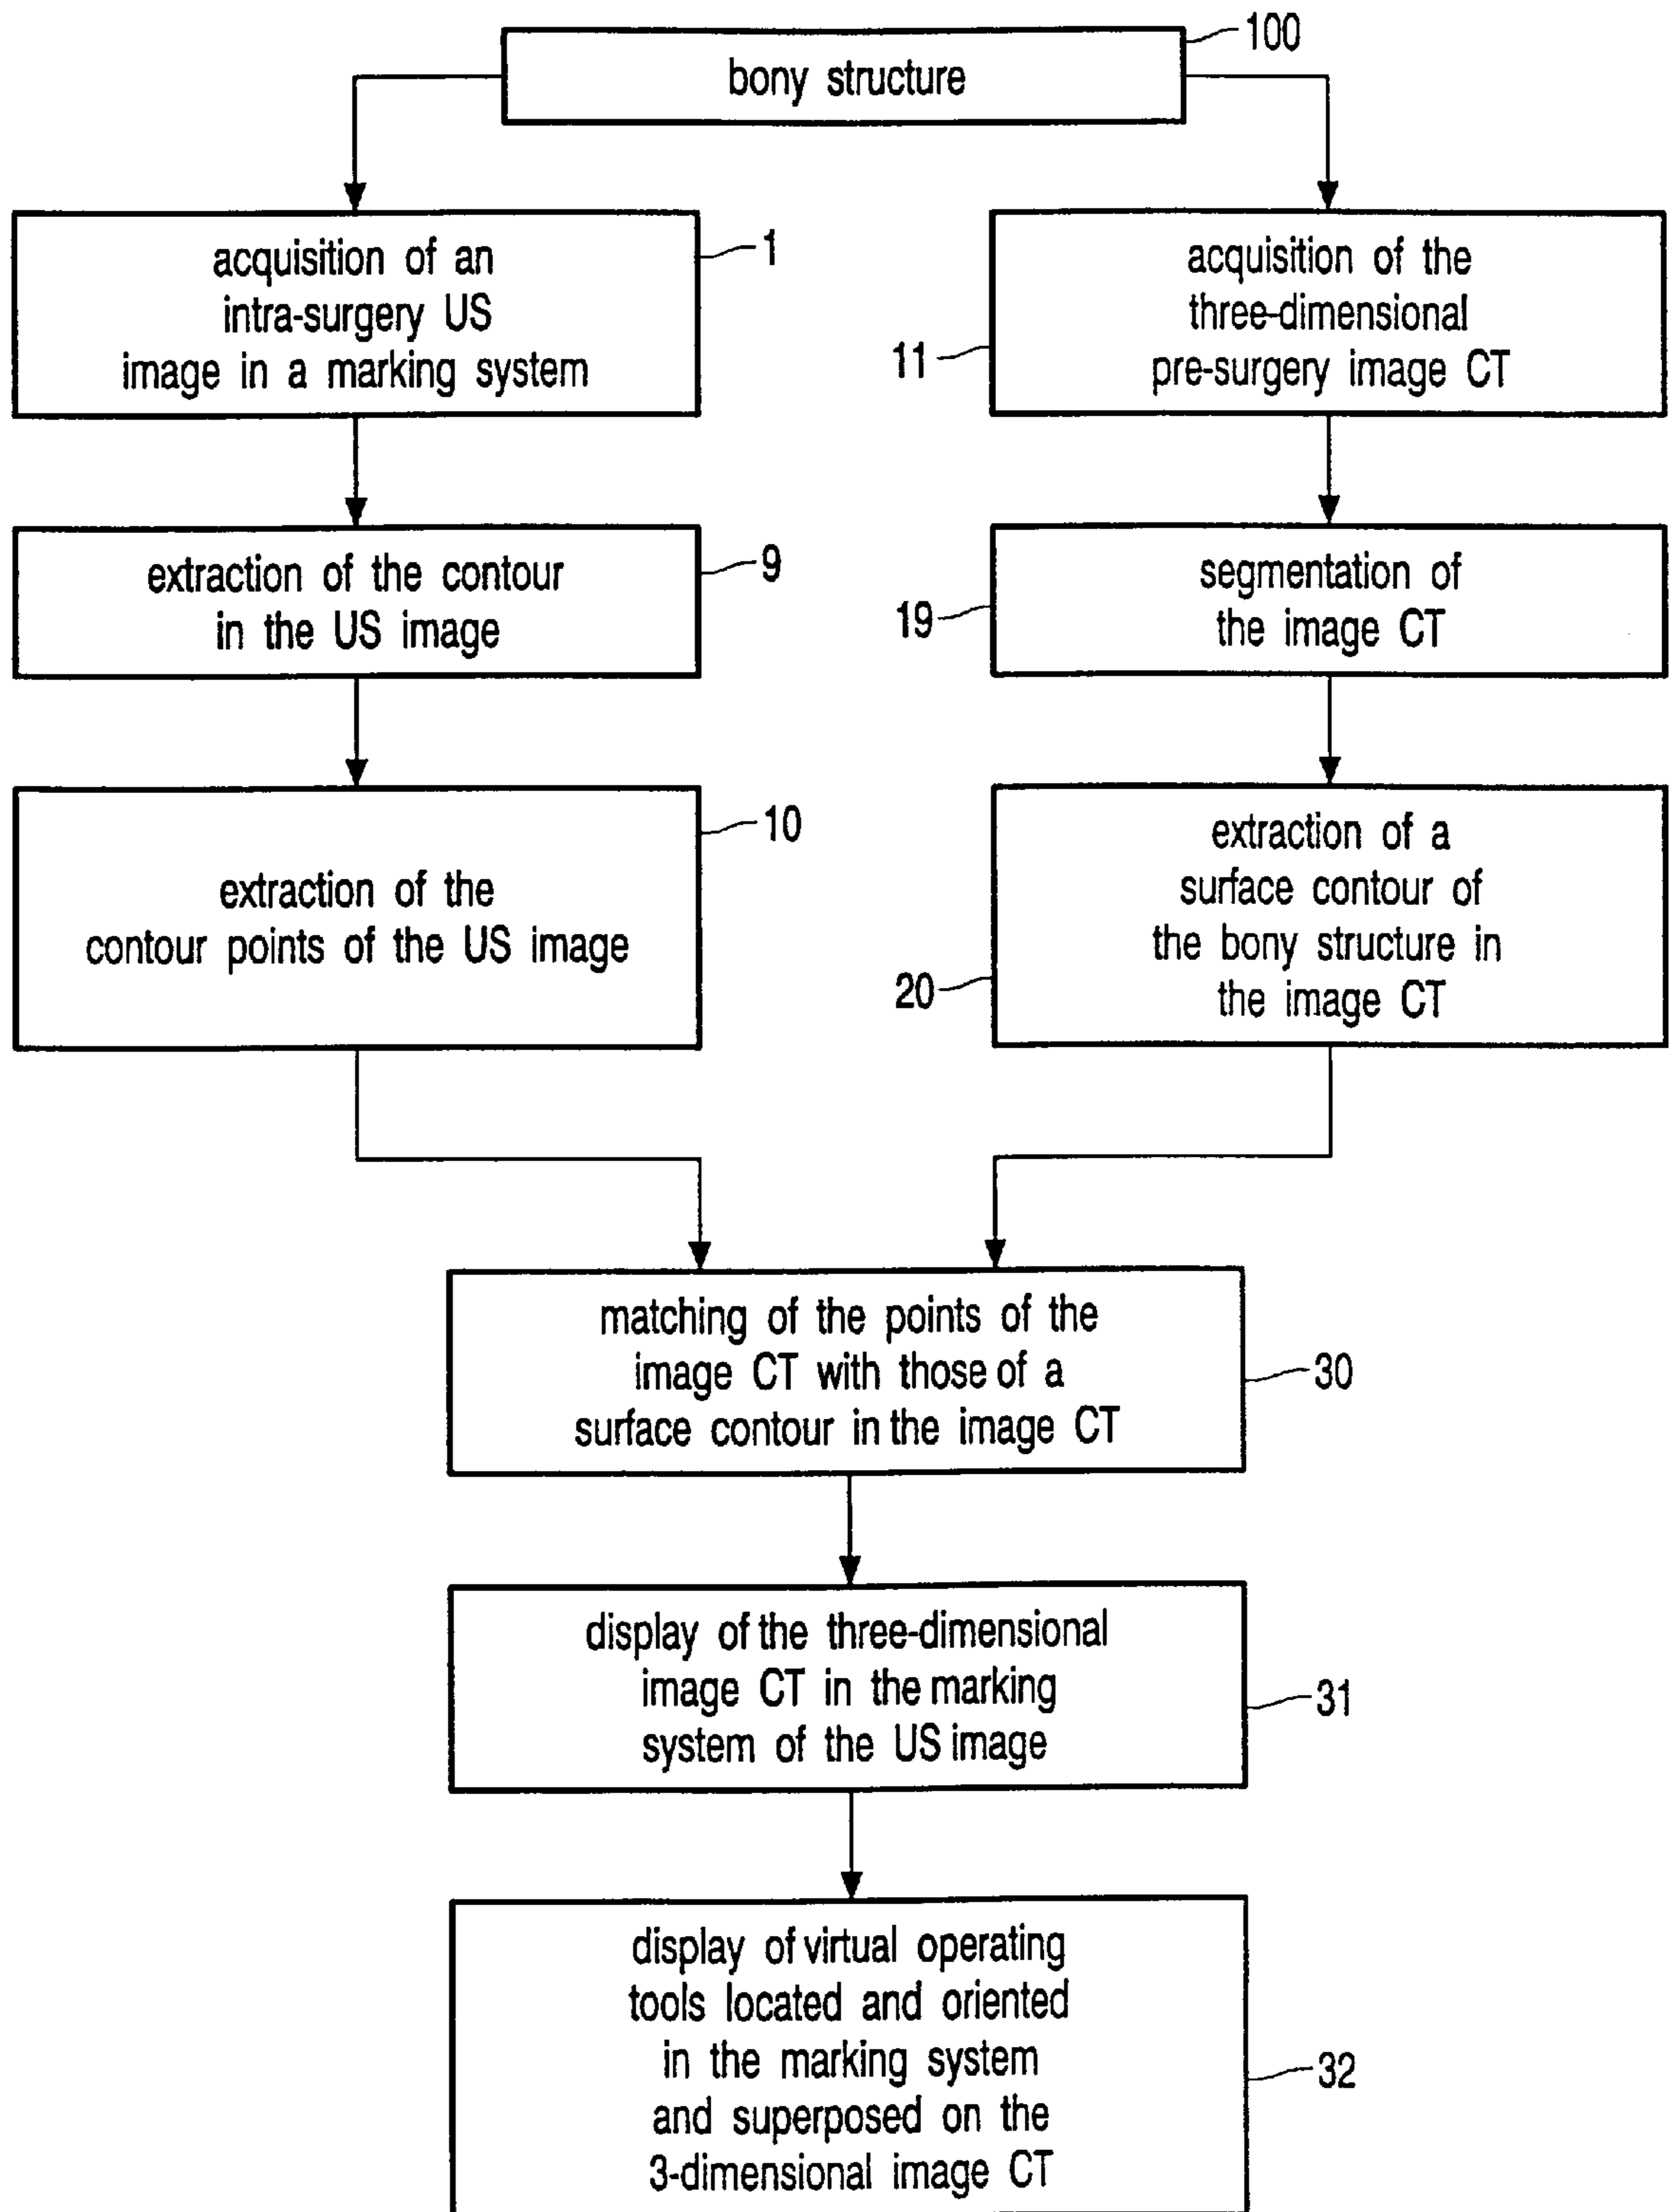 100
bony structure
acquisition of an
intra-surgery US
image in a marking system
1
acquisition of the
three-dimensional
pre-surgery image CT
11
extraction of the contour
in the US image
9
segmentation of
the image CT
19
extraction of the
contour points of the US image
10
extraction of a
surface contour of
the bony structure in
the image CT
20
matching of the points of the
image CT with those of a
surface contour in the image CT
30
display of the three-dimensional
image CT in the marking
system of the US image
31
display of virtual operating
tools located and oriented
in the marking system
and superposed on the
3-dimensional image CT
32